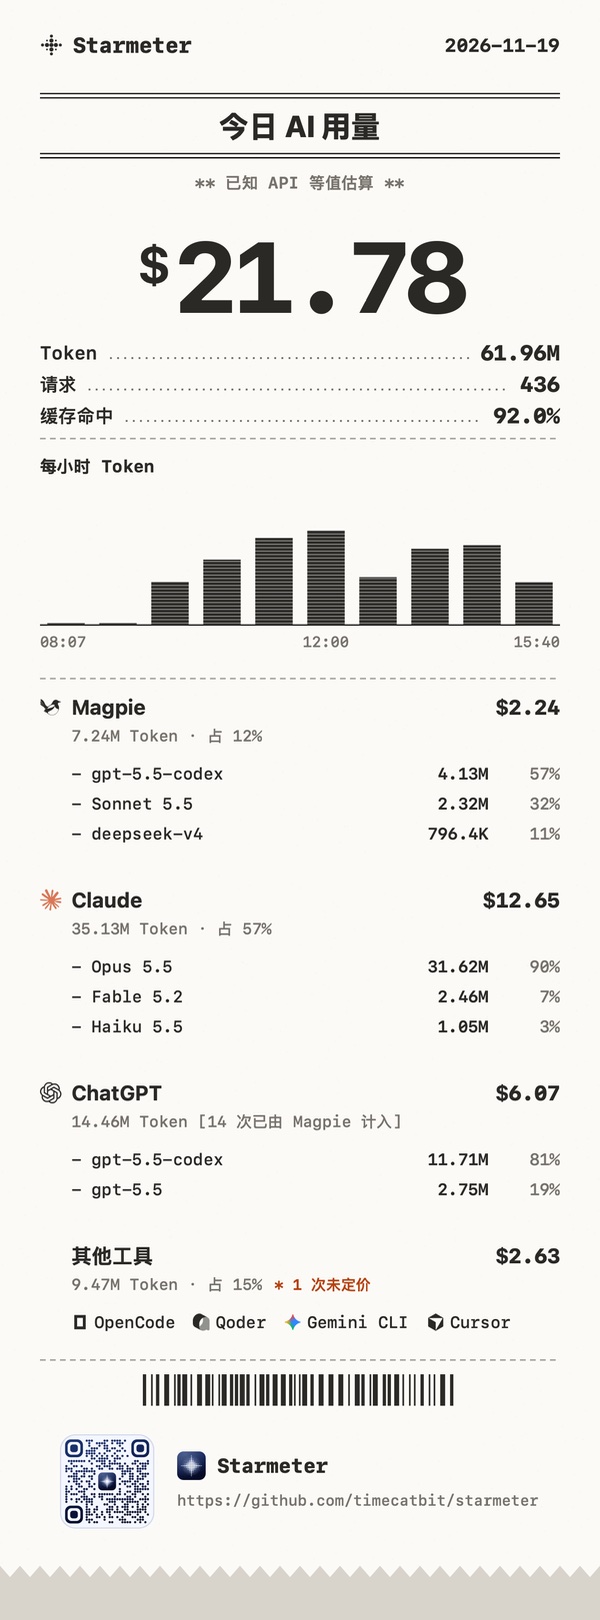 Starmeter 2026-11-19
今日 AI 用量
** 已知 API 等值估算 **
$21.78
Token 61.96M
请求 436
缓存命中 92.0%
每小时 Token
08:07 12:00 15:40
Magpie $2.24
7.24M Token · 占 12%
– gpt-5.5-codex 4.13M 57%
– Sonnet 5.5 2.32M 32%
– deepseek-v4 796.4K 11%
Claude $12.65
35.13M Token · 占 57%
– Opus 5.5 31.62M 90%
– Fable 5.2 2.46M 7%
– Haiku 5.5 1.05M 3%
ChatGPT $6.07
14.46M Token [14 次已由 Magpie 计入]
– gpt-5.5-codex 11.71M 81%
– gpt-5.5 2.75M 19%
其他工具 $2.63
9.47M Token · 占 15% * 1 次未定价
OpenCode Qoder Gemini CLI Cursor
Starmeter
https://github.com/timecatbit/starmeter